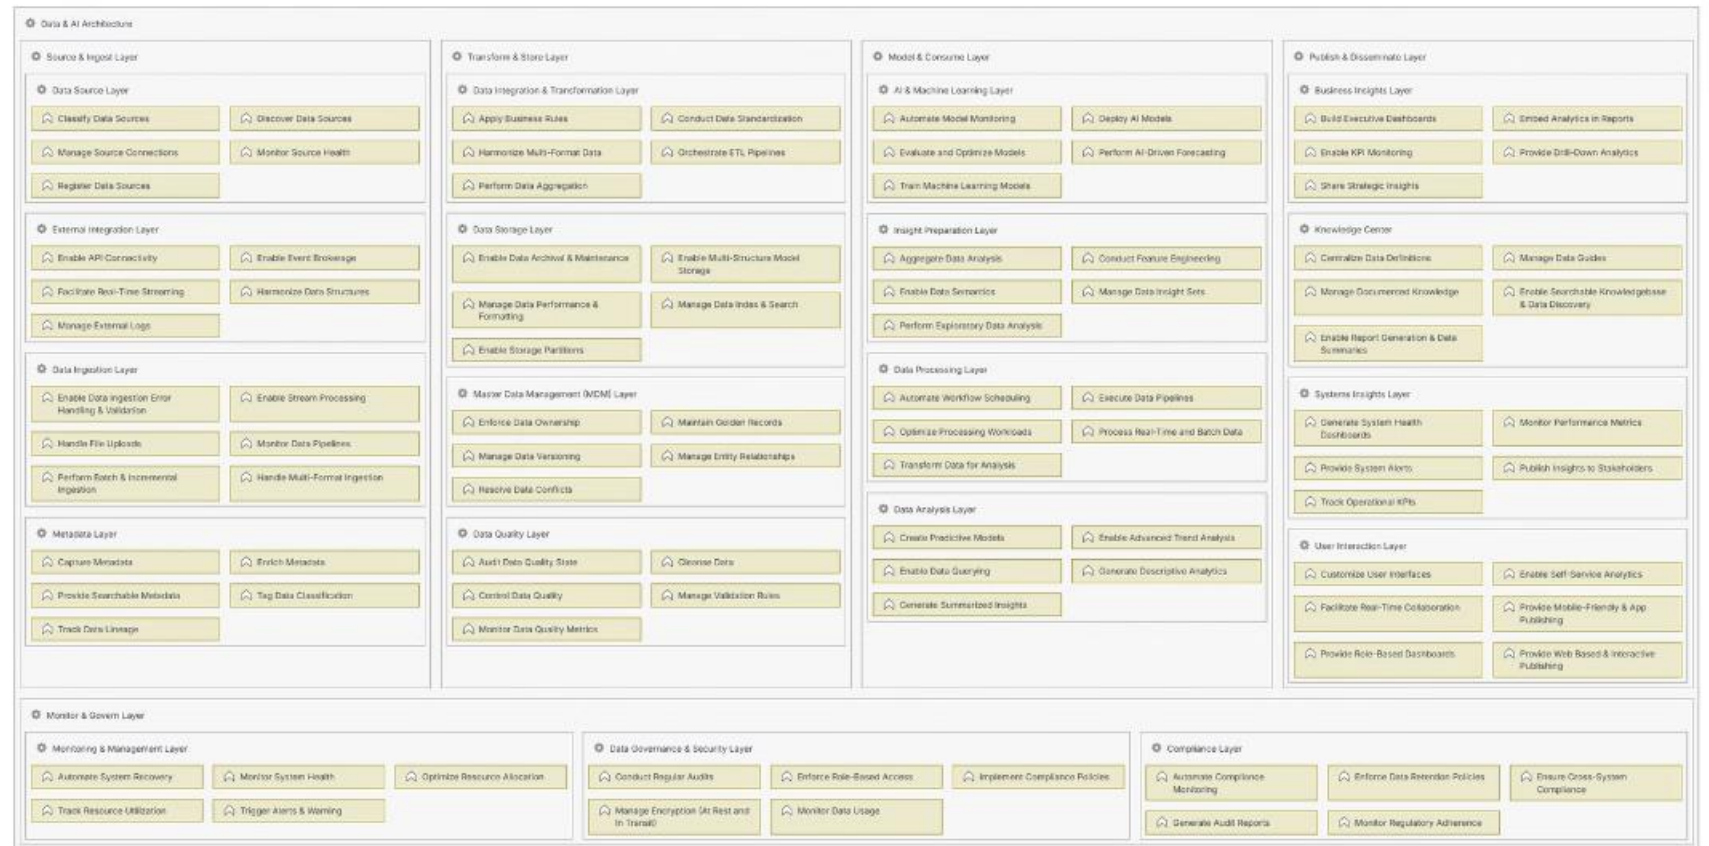 Data & AI Architecture
Source & Ingest Layer
Data Source Layer
Classify Data Sources
Discover Data Sources
Manage Source Connections
Monitor Source Health
Register Data Sources
External Integration Layer
Enable API Connectivity
Enable Event Brokerage
Facilitate Real-Time Streaming
Harmonize Data Structures
Manage External Logs
Data Ingestion Layer
Enable Data Ingestion Error
Handling & Validation
Enable Stream Processing
Handle File Uploads
Monitor Data Pipelines
Perform Batch & Incremental
Ingestion
Handle Multi-Format Ingestion
Metadata Layer
Capture Metadata
Enrich Metadata
Provide Searchable Metadata
Tag Data Classification
Track Data Lineage
Transform & Store Layer
Data Integration & Transformation Layer
Apply Business Rules
Conduct Data Standardization
Harmonize Multi-Format Data
Orchestrate ETL Pipelines
Perform Data Aggregation
Data Storage Layer
Enable Data Archival & Maintenance
Enable Multi-Structure Model
Storage
Manage Data Performance &
Formatting
Manage Data Index & Search
Enable Storage Partitions
Master Data Management (MDM) Layer
Enforce Data Ownership
Maintain Golden Records
Manage Data Versioning
Manage Entity Relationships
Resolve Data Conflicts
Data Quality Layer
Audit Data Quality State
Cleanse Data
Control Data Quality
Manage Validation Rules
Monitor Data Quality Metrics
Model & Consume Layer
AI & Machine Learning Layer
Automate Model Monitoring
Deploy AI Models
Evaluate and Optimize Models
Perform AI-Driven Forecasting
Train Machine Learning Models
Insight Preparation Layer
Aggregate Data Analysis
Conduct Feature Engineering
Enable Data Semantics
Manage Data Insight Sets
Perform Exploratory Data Analysis
Data Processing Layer
Automate Workflow Scheduling
Execute Data Pipelines
Optimize Processing Workloads
Process Real-Time and Batch Data
Transform Data for Analysis
Data Analysis Layer
Create Predictive Models
Enable Advanced Trend Analysis
Enable Data Querying
Generate Descriptive Analytics
Generate Summarized Insights
Publish & Disseminate Layer
Business Insights Layer
Build Executive Dashboards
Embed Analytics in Reports
Enable KPI Monitoring
Provide Drill-Down Analytics
Share Strategic Insights
Knowledge Center
Centralize Data Definitions
Manage Data Guides
Manage Documented Knowledge
Enable Searchable Knowledgebase
& Data Discovery
Enable Report Generation & Data
Summaries
Systems Insights Layer
Generate System Health
Dashboards
Monitor Performance Metrics
Provide System Alerts
Publish Insights to Stakeholders
Track Operational KPIs
User Interaction Layer
Customize User Interfaces
Enable Self-Service Analytics
Facilitate Real-Time Collaboration
Provide Mobile-Friendly & App
Publishing
Provide Role-Based Dashboards
Provide Web Based & Interactive
Publishing
Monitor & Govern Layer
Monitoring & Management Layer
Automate System Recovery
Monitor System Health
Optimize Resource Allocation
Track Resource Utilization
Trigger Alerts & Warning
Data Governance & Security Layer
Conduct Regular Audits
Enforce Role-Based Access
Implement Compliance Policies
Manage Encryption (At Rest and
In Transit)
Monitor Data Usage
Compliance Layer
Automate Compliance
Monitoring
Enforce Data Retention Policies
Ensure Cross-System
Compliance
Generate Audit Reports
Monitor Regulatory Adherence